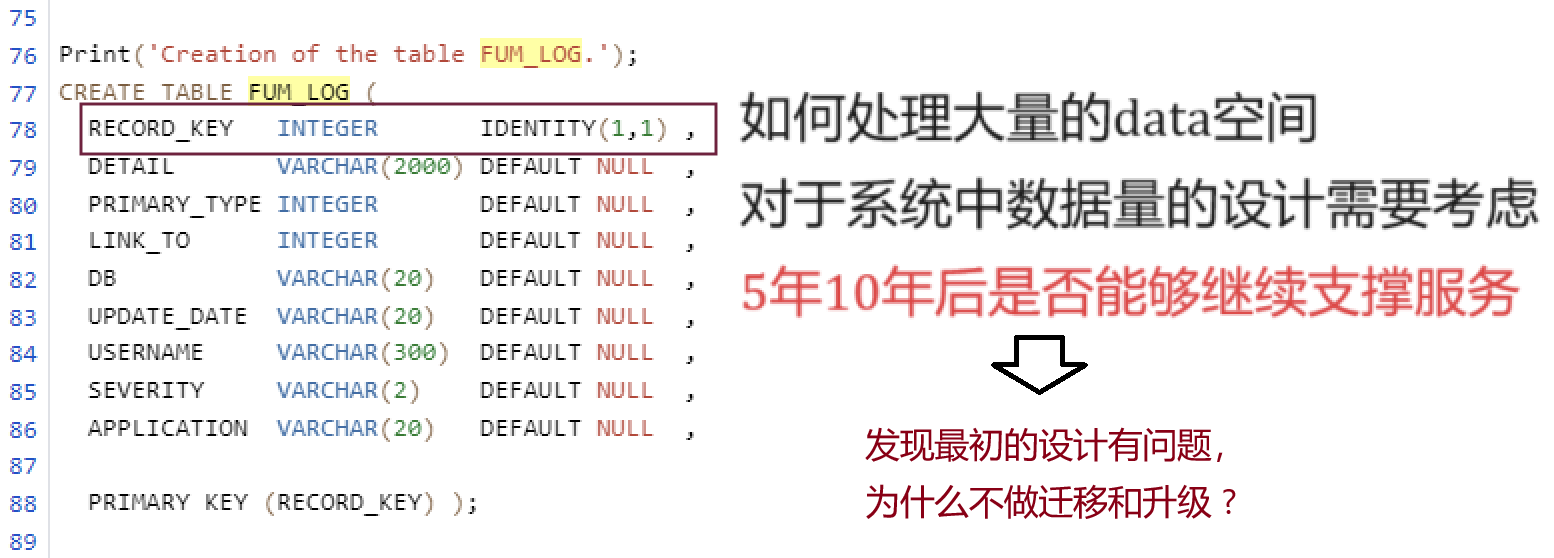 75
76 Print('Creation of the table FUM_LOG.');
77 CREATE TABLE FUM_LOG (
78 RECORD_KEY INTEGER IDENTITY(1,1) ,
79 DETAIL VARCHAR(2000) DEFAULT NULL ,
80 PRIMARY_TYPE INTEGER DEFAULT NULL ,
81 LINK_TO INTEGER DEFAULT NULL ,
82 DB VARCHAR(20) DEFAULT NULL ,
83 UPDATE_DATE VARCHAR(20) DEFAULT NULL ,
84 USERNAME VARCHAR(300) DEFAULT NULL ,
85 SEVERITY VARCHAR(2) DEFAULT NULL ,
86 APPLICATION VARCHAR(20) DEFAULT NULL ,
87
88 PRIMARY KEY (RECORD_KEY) );
89
如何处理大量的data空间
对于系统中数据量的设计需要考虑
5年10年后是否能够继续支撑服务
发现最初的设计有问题,
为什么不做迁移和升级？